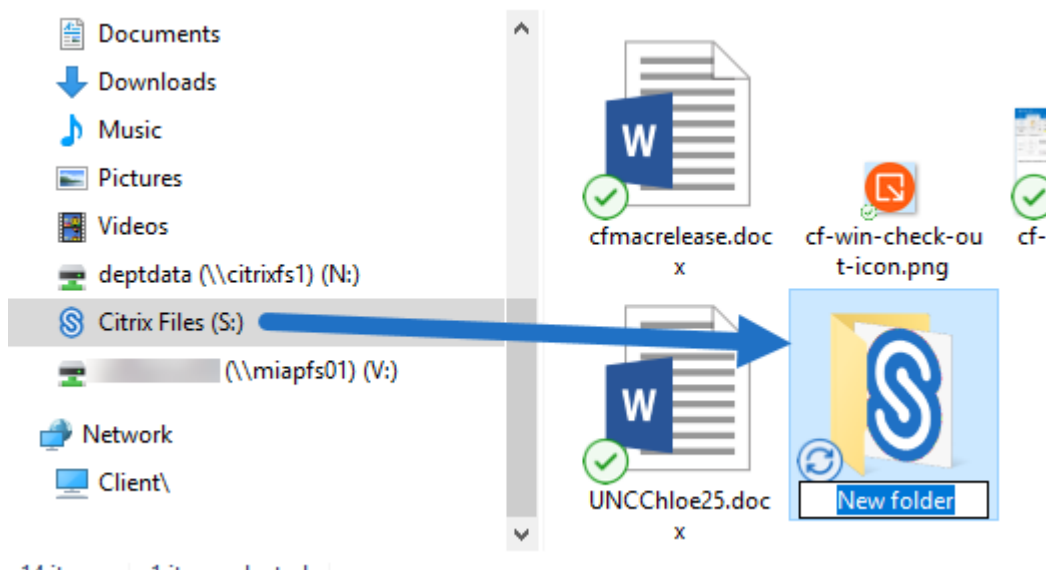 Documents
Downloads
Music
Pictures
Videos
deptdata (\\citrixfs1) (N:)
Citrix Files (S:)
(\\miapfs01) (V:)
Network
Client\
W
cfmacrelease.doc
x
cf-win-check-ou
t-icon.png
cf-
W
UNCChloe25.doc
x
S
New folder